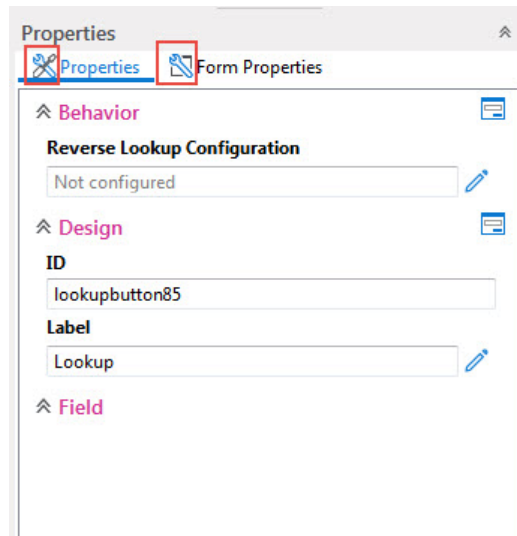 Properties
Properties Form Properties
Behavior
Reverse Lookup Configuration
Not configured
Design
ID
lookupbutton85
Label
Lookup
Field